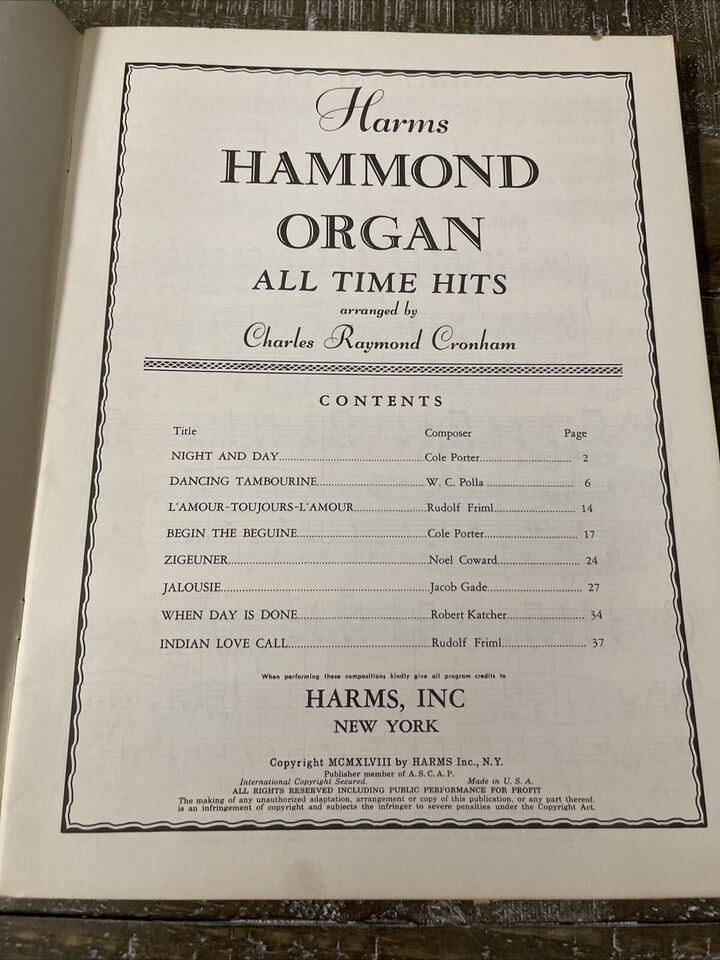 Harms
HAMMOND
ORGAN
ALL TIME HITS
arranged by
Charles Raymond Cronham
CONTENTS
Title Composer Page
NIGHT AND DAY Cole Porter 2
DANCING TAMBOURINE W. C. Polla 6
L'AMOUR-TOUJOURS-L'AMOUR Rudolf Friml 14
BEGIN THE BEGUINE Cole Porter 17
ZIGEUNER Noel Coward 24
JALOUSIE Jacob Gade 27
WHEN DAY IS DONE Robert Katcher 34
INDIAN LOVE CALL Rudolf Friml 37
When performing these compositions kindly give all program credits to
HARMS, INC
NEW YORK
Copyright MCMXLVIII by HARMS Inc., N.Y.
Publisher member of A.S.C.A.P.
International Copyright Secured. Made in U. S. A.
ALL RIGHTS RESERVED INCLUDING PUBLIC PERFORMANCE FOR PROFIT
The making of any unauthorized adaptation, arrangement or copy of this publication, or any part thereof,
is an infringement of copyright and subjects the infringer to severe penalties under the Copyright Act.